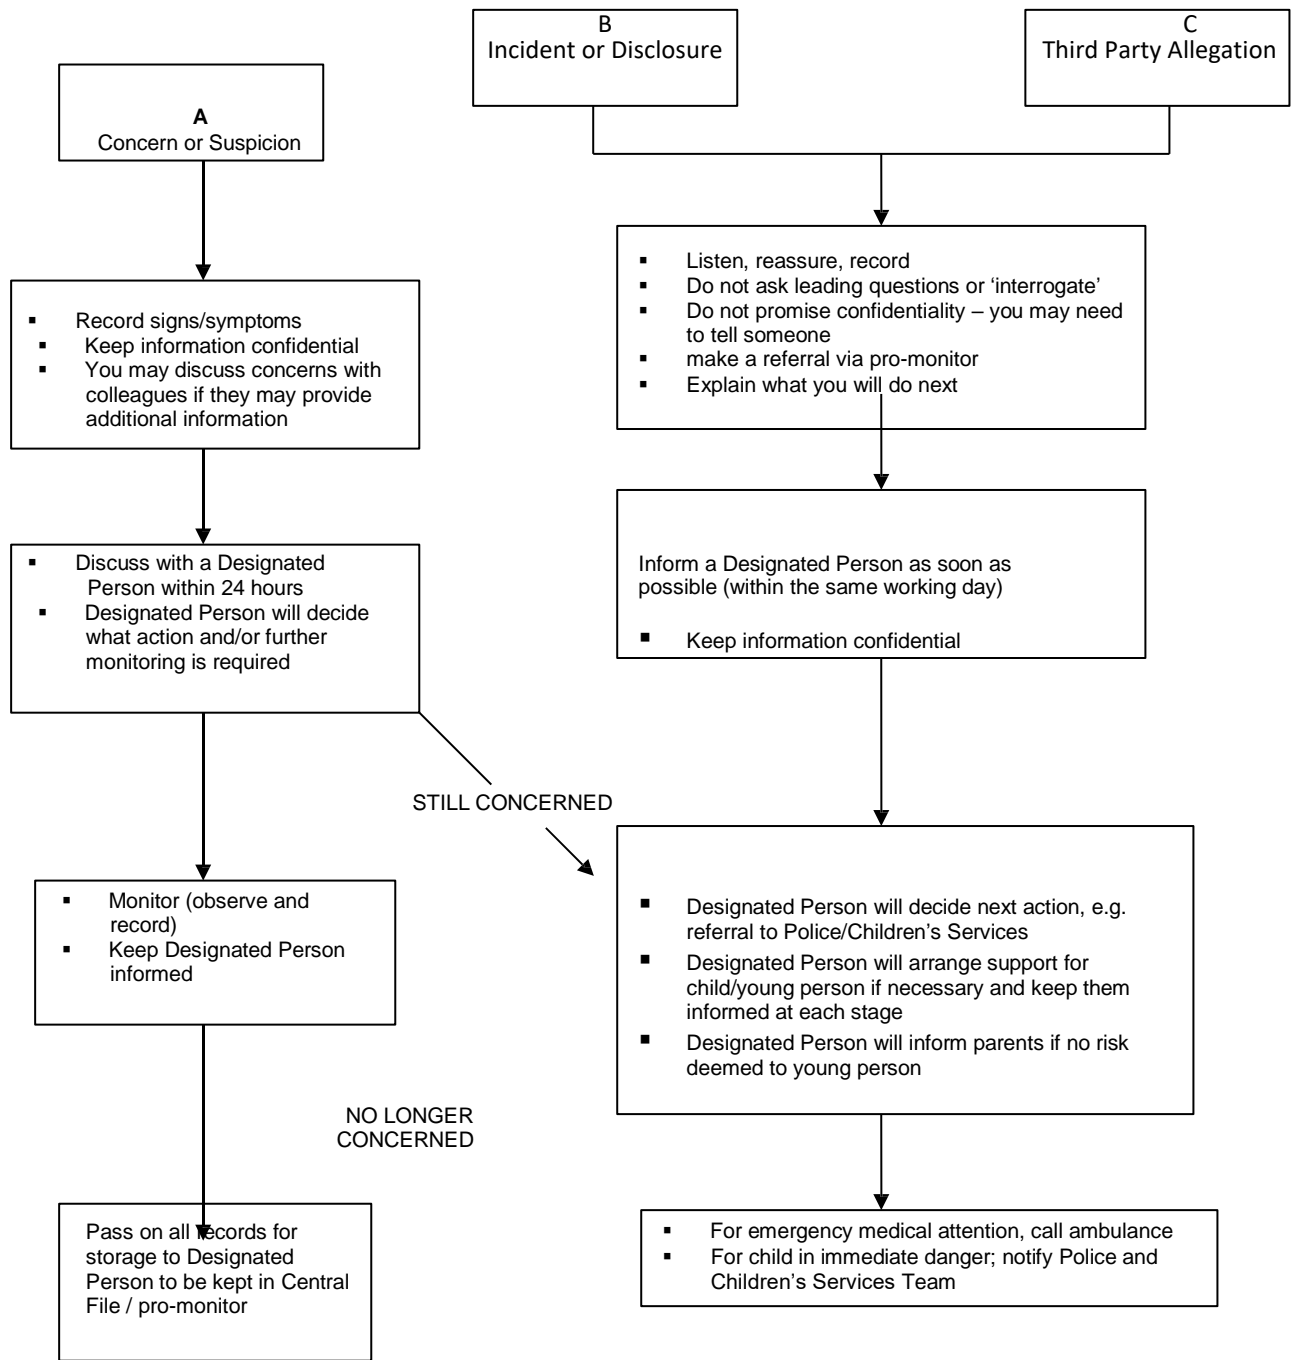 B
Incident or Disclosure
C
Third Party Allegation
A
Concern or Suspicion
▪ Listen, reassure, record
▪ Do not ask leading questions or ‘interrogate’
▪ Do not promise confidentiality – you may need
to tell someone
▪ make a referral via pro-monitor
▪ Explain what you will do next
▪ Record signs/symptoms
▪ Keep information confidential
▪ You may discuss concerns with
colleagues if they may provide
additional information
▪ Discuss with a Designated
Person within 24 hours
▪ Designated Person will decide
what action and/or further
monitoring is required
Inform a Designated Person as soon as
possible (within the same working day)
▪ Keep information confidential
STILL CONCERNED
▪ Monitor (observe and
record)
▪ Keep Designated Person
informed
▪ Designated Person will decide next action, e.g.
referral to Police/Children’s Services
▪ Designated Person will arrange support for
child/young person if necessary and keep them
informed at each stage
▪ Designated Person will inform parents if no risk
deemed to young person
NO LONGER
CONCERNED
Pass on all records for
storage to Designated
Person to be kept in Central
File / pro-monitor
▪ For emergency medical attention, call ambulance
▪ For child in immediate danger; notify Police and
Children’s Services Team